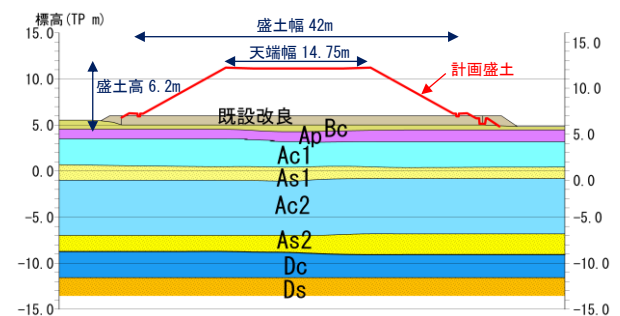 標高(TP m)
盛土幅 42m
天端幅 14.75m
盛土高 6.2m
計画盛土
15.0
10.0
5.0
0.0
-5.0
-10.0
-15.0
既設改良
Bc
Ap
Ac1
As1
Ac2
As2
Dc
Ds
15.0
10.0
5.0
0.0
-5.0
-10.0
-15.0